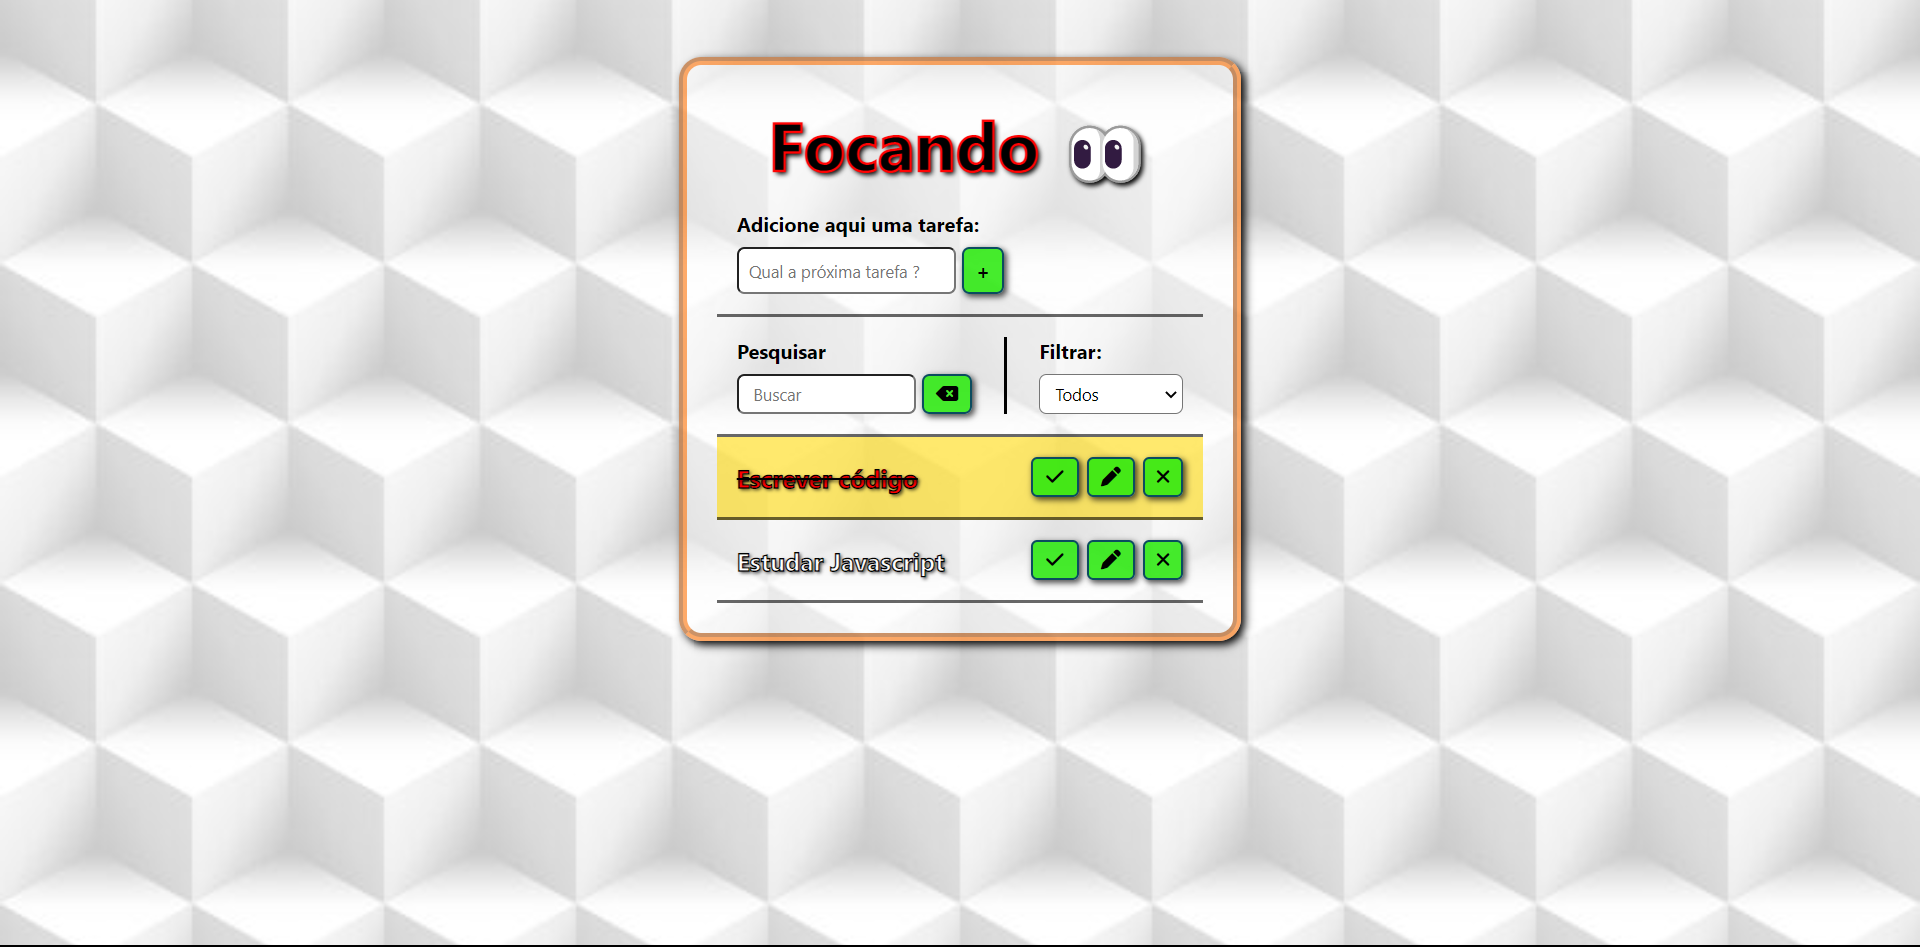 Focando 👀
Adicione aqui uma tarefa:
Qual a próxima tarefa ?
+
Pesquisar
Filtrar:
Buscar
Todos
Escrever código
Estudar Javascript